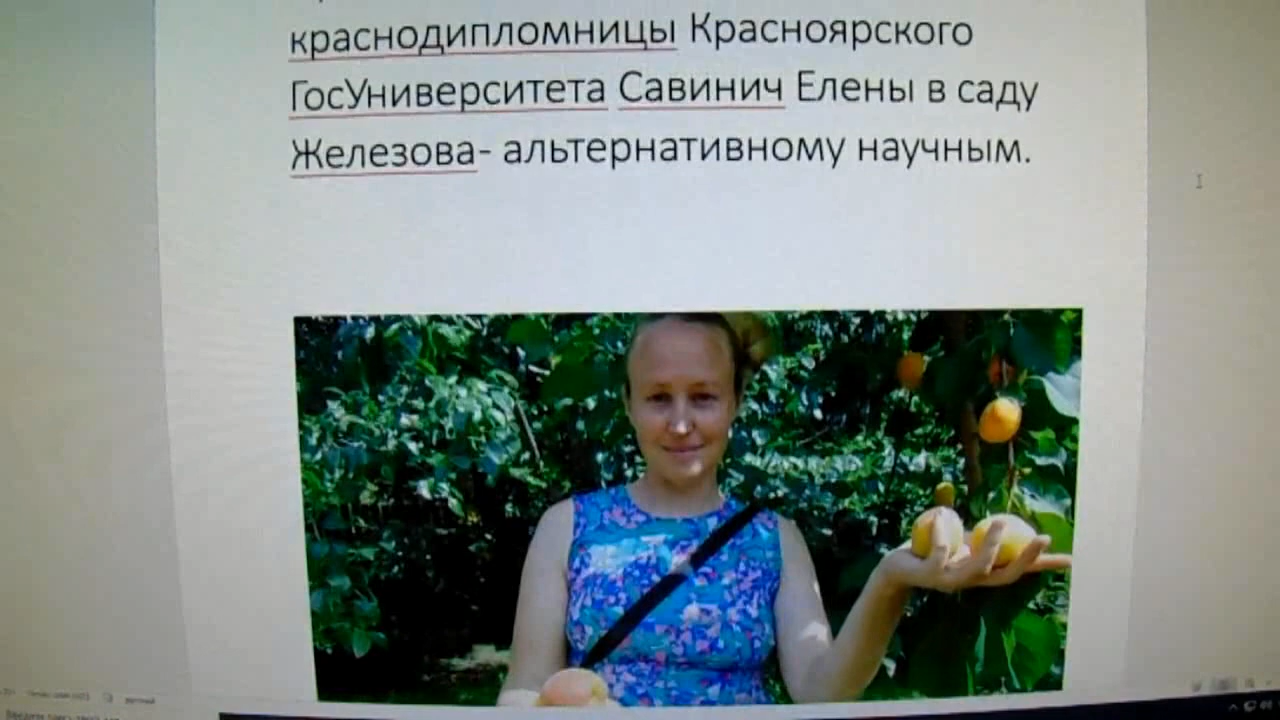 краснодипломницы Красноярского
ГосУниверситета Савинич Елены в саду
Железова- альтернативному научным.